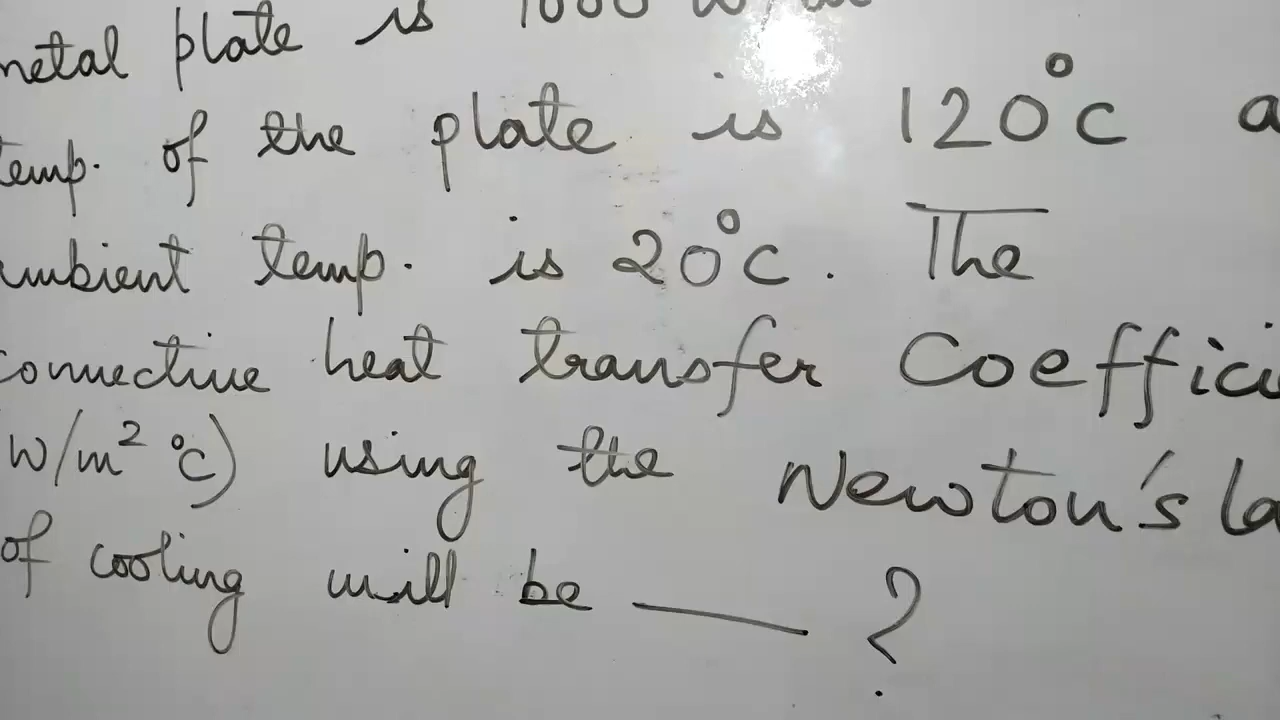 metal plate is 1000 W/m
temp. of the plate is 120°C a
ambient temp. is 20°C. The
convective heat transfer Coeffici
W/m² °C) using the Newton's la
of cooling will be ___ ?